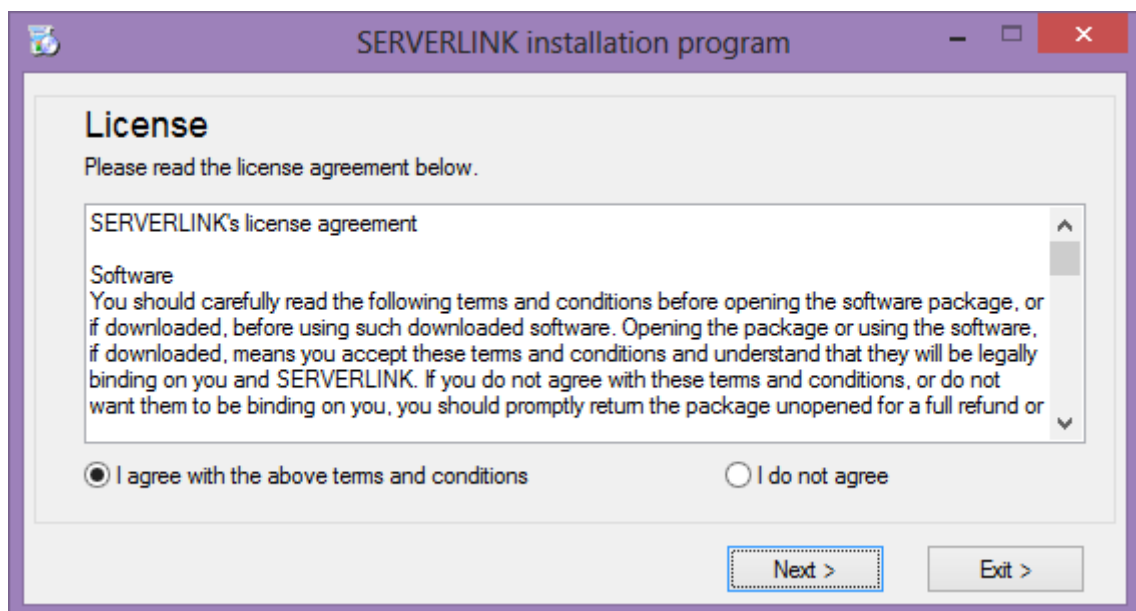 SERVERLINK installation program
License
Please read the license agreement below.
SERVERLINK's license agreement
Software
You should carefully read the following terms and conditions before opening the software package, or
if downloaded, before using such downloaded software. Opening the package or using the software,
if downloaded, means you accept these terms and conditions and understand that they will be legally
binding on you and SERVERLINK. If you do not agree with these terms and conditions, or do not
want them to be binding on you, you should promptly return the package unopened for a full refund or
I agree with the above terms and conditions
I do not agree
Next >
Exit >